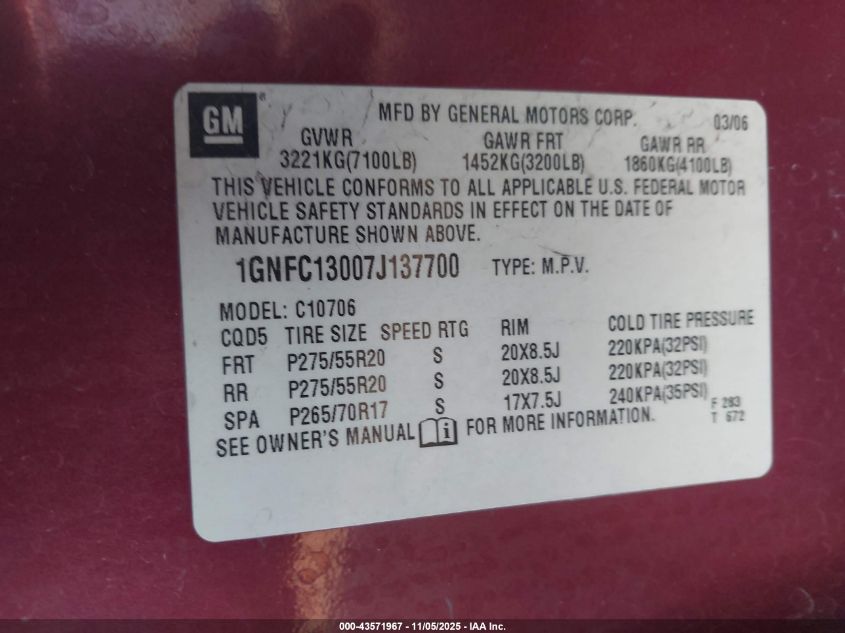 GM MFD BY GENERAL MOTORS CORP. 03/06
GVWR GAWR FRT GAWR RR
3221KG(7100LB) 1452KG(3200LB) 1860KG(4100LB)
THIS VEHICLE CONFORMS TO ALL APPLICABLE U.S. FEDERAL MOTOR
VEHICLE SAFETY STANDARDS IN EFFECT ON THE DATE OF
MANUFACTURE SHOWN ABOVE.
1GNFC13007J137700 TYPE: M.P.V.
MODEL: C10706
CQD5 TIRE SIZE SPEED RTG RIM COLD TIRE PRESSURE
FRT P275/55R20 S 20X8.5J 220KPA(32PSI)
RR P275/55R20 S 20X8.5J 220KPA(32PSI)
SPA P265/70R17 S 17X7.5J 240KPA(35PSI)
SEE OWNER'S MANUAL i FOR MORE INFORMATION.
F 283
T 672
000-43571967 - 11/05/2025 - IAA Inc.